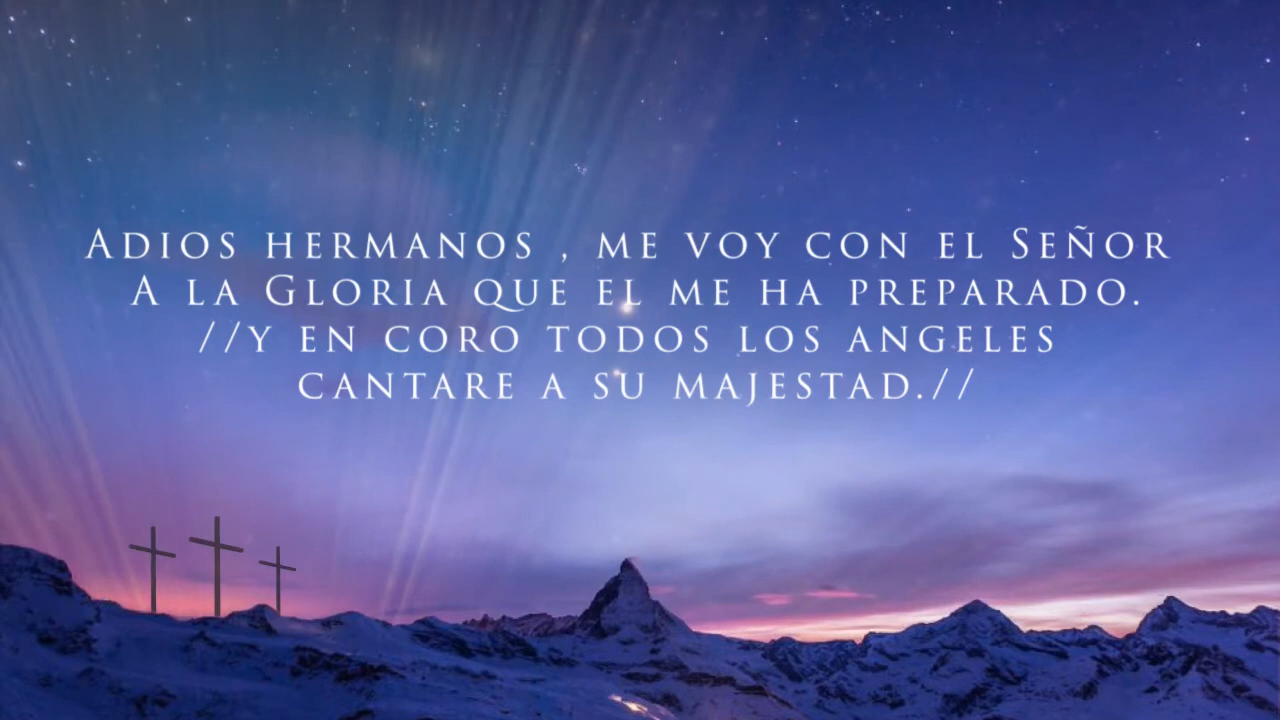 Adios hermanos , me voy con el Señor
A la Gloria que el me ha preparado.
//y en coro todos los angeles
cantare a su majestad.//